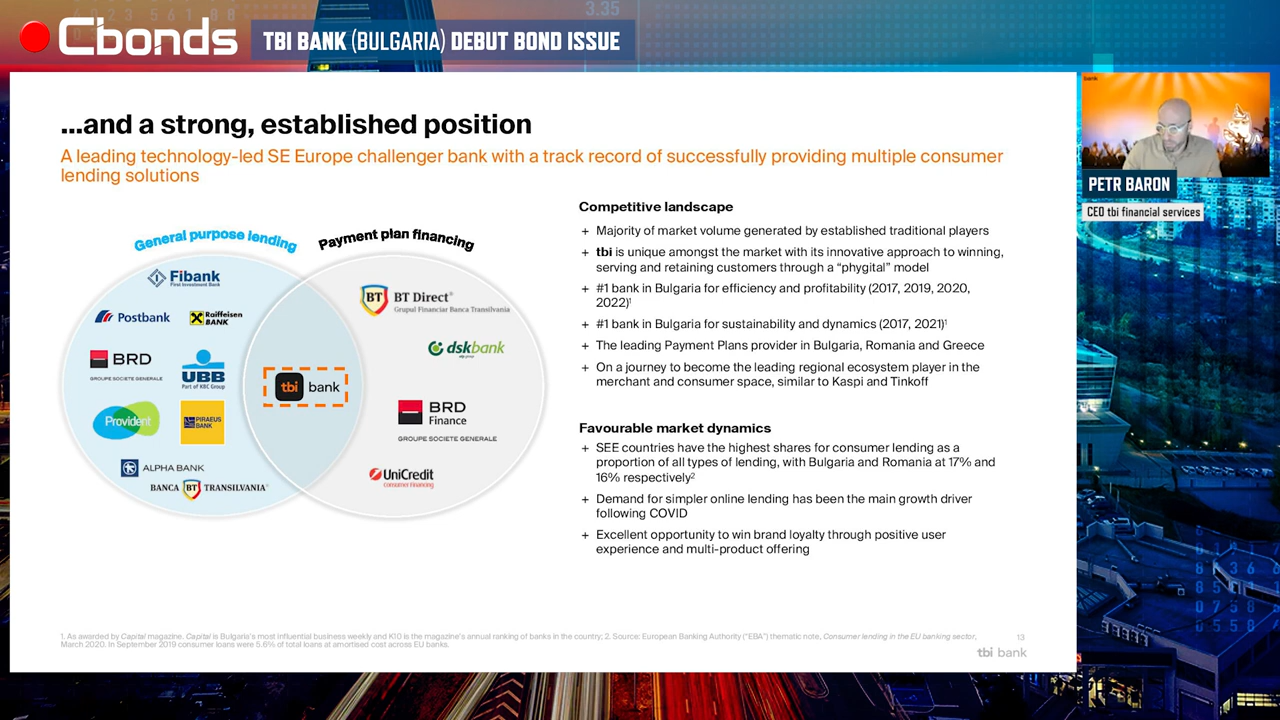 Cbonds
TBI BANK (BULGARIA) DEBUT BOND ISSUE
3.35
...and a strong, established position
A leading technology-led SE Europe challenger bank with a track record of successfully providing multiple consumer
lending solutions
General purpose lending
Payment plan financing
Fibank
First Investment Bank
Postbank
Raiffeisen
BANK
BRD
GROUPE SOCIETE GENERALE
UBB
Part of KBC Group
Provident
PIRAEUS
BANK
ALPHA BANK
BANCA BT TRANSILVANIA®
tbi bank
BT BT Direct®
Grupul Financiar Banca Transilvania
dskbank
BRD
Finance
GROUPE SOCIETE GENERALE
UniCredit
Consumer Financing
Competitive landscape
+ Majority of market volume generated by established traditional players
+ tbi is unique amongst the market with its innovative approach to winning,
serving and retaining customers through a “phygital” model
+ #1 bank in Bulgaria for efficiency and profitability (2017, 2019, 2020,
2022)¹
+ #1 bank in Bulgaria for sustainability and dynamics (2017, 2021)¹
+ The leading Payment Plans provider in Bulgaria, Romania and Greece
+ On a journey to become the leading regional ecosystem player in the
merchant and consumer space, similar to Kaspi and Tinkoff
Favourable market dynamics
+ SEE countries have the highest shares for consumer lending as a
proportion of all types of lending, with Bulgaria and Romania at 17% and
16% respectively²
+ Demand for simpler online lending has been the main growth driver
following COVID
+ Excellent opportunity to win brand loyalty through positive user
experience and multi-product offering
1. As awarded by Capital magazine. Capital is Bulgaria's most influential business weekly and K10 is the magazine's annual ranking of banks in the country; 2. Source: European Banking Authority (“EBA”) thematic note, Consumer lending in the EU banking sector,
March 2020. In September 2019 consumer loans were 5.6% of total loans at amortised cost across EU banks.
13
tbi bank
bank
PETR BARON
CEO tbi financial services